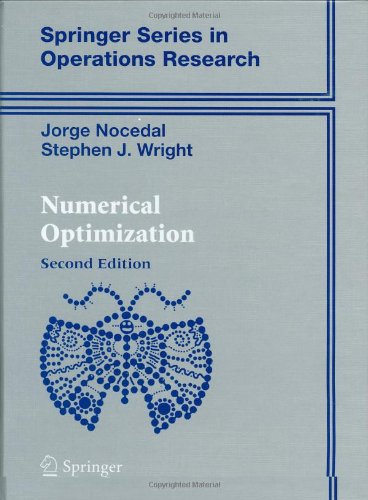 Springer Series in
Operations Research
Jorge Nocedal
Stephen J. Wright
Numerical
Optimization
Second Edition
Springer